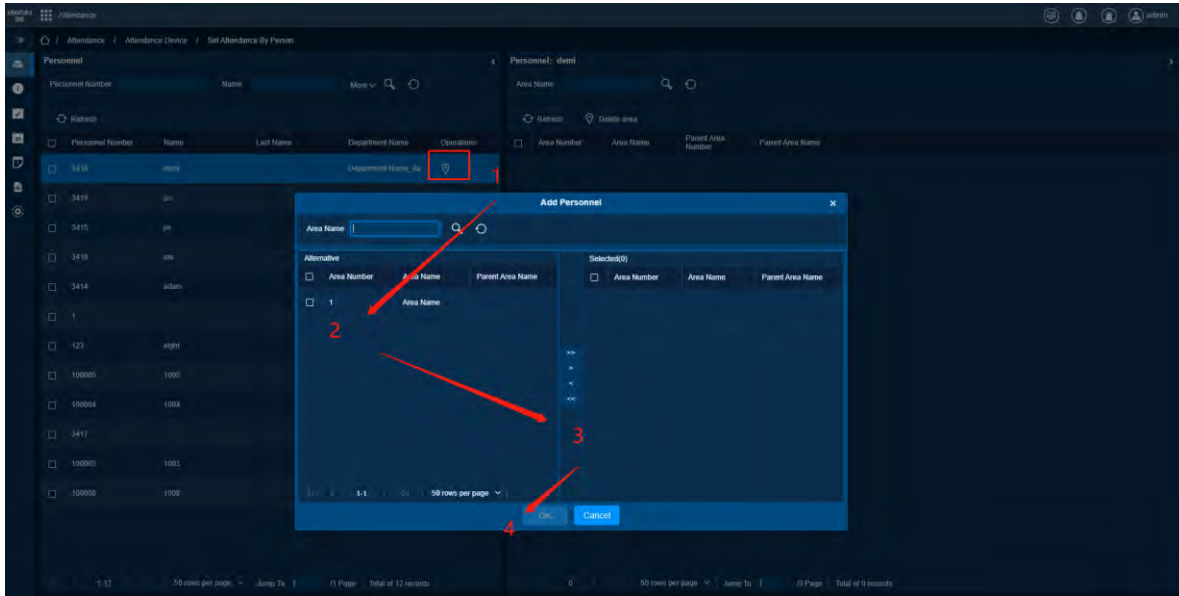 Attendance
admin
/ Attendance / Attendance Device / Set Attendance By Person
Personnel
Personnel: demi
Personnel Number Name More
Area Name
Refresh
Refresh Delete area
Personnel Number Name Last Name Department Name Operations
Area Number Area Name Parent Area Number Parent Area Name
3416 demi
1
3419
3415
3418
3414 adam
1
123 eight
100005
100004 1004
3417
100003 1003
100008 1008
1-12 50 rows per page Jump To 1 /1 Page Total of 12 records
0 50 rows per page Jump To 1 Page Total of 0 records
Add Personnel x
Area Name
Alternative
Area Number Area Name Parent Area Name
1 Area Name
2
1-1 50 rows per page
Selected(0)
Area Number Area Name Parent Area Name
>>
>
<
<<
3
4
OK Cancel